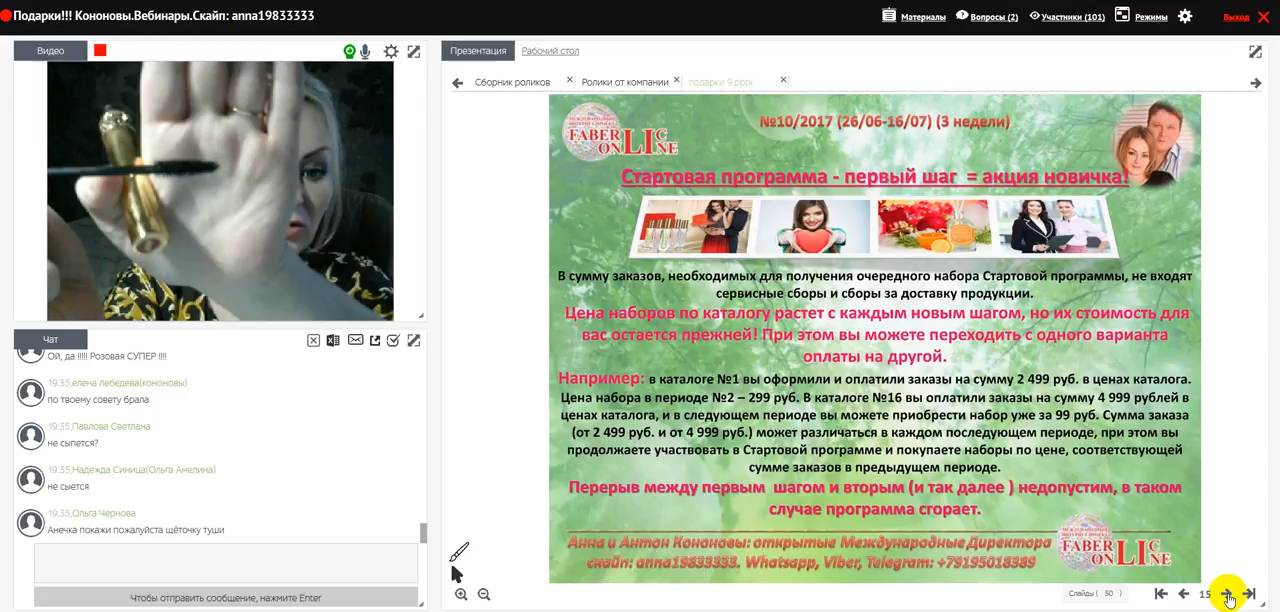 Подарки!!! Кононовы.Вебинары.Скайп: anna19833333
Материалы
Вопросы (2)
Участники (101)
Режимы
Выход
Видео
Презентация
Рабочий стол
Сборник роликов
Ролики от компании
подарки 9.pptx
FABERLIC
ONLINE
№10/2017 (26/06-16/07) (3 недели)
Стартовая программа - первый шаг = акция новичка!
В сумму заказов, необходимых для получения очередного набора Стартовой программы, не входят
сервисные сборы и сборы за доставку продукции.
Цена наборов по каталогу растет с каждым новым шагом, но их стоимость для
вас остается прежней! При этом вы можете переходить с одного варианта
оплаты на другой.
Например: в каталоге №1 вы оформили и оплатили заказы на сумму 2 499 руб. в ценах каталога.
Цена набора в периоде №2 – 299 руб. В каталоге №16 вы оплатили заказы на сумму 4 999 рублей в
ценах каталога, и в следующем периоде вы можете приобрести набор уже за 99 руб. Сумма заказа
(от 2 499 руб. и от 4 999 руб.) может различаться в каждом последующем периоде, при этом вы
продолжаете участвовать в Стартовой программе и покупаете наборы по цене, соответствующей
сумме заказов в предыдущем периоде.
Перерыв между первым шагом и вторым (и так далее ) недопустим, в таком
случае программа сгорает.
Анна и Антон Кононовы: открытые Международные Директора
скайп: anna19833333. Whatsapp, Viber, Telegram: +79195018389
FABERLIC
ONLINE
Слайды ( 50 )
15
Чат
Ой, да !!!!! Розовая СУПЕР !!!!
19:35,елена лебедева(кононовы)
по твоему совету брала
19:35,Павлова Светлана
не сыпется?
19:35,Надежда Синица(Ольга Амелина)
не сыется
19:35,Ольга Чернова
Анечка покажи пожалуйста щёточку туши
Чтобы отправить сообщение, нажмите Enter